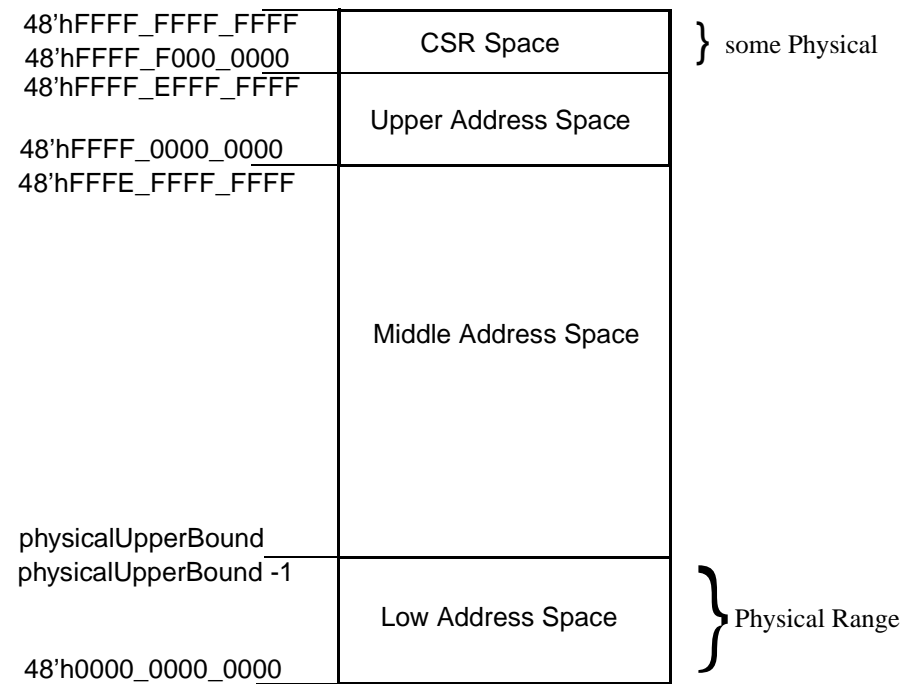 48’hFFFF_FFFF_FFFF
CSR Space
} some Physical
48’hFFFF_F000_0000
48’hFFFF_EFFF_FFFF
Upper Address Space
48’hFFFF_0000_0000
48’hFFFE_FFFF_FFFF
Middle Address Space
physicalUpperBound
physicalUpperBound -1
Low Address Space
} Physical Range
48’h0000_0000_0000